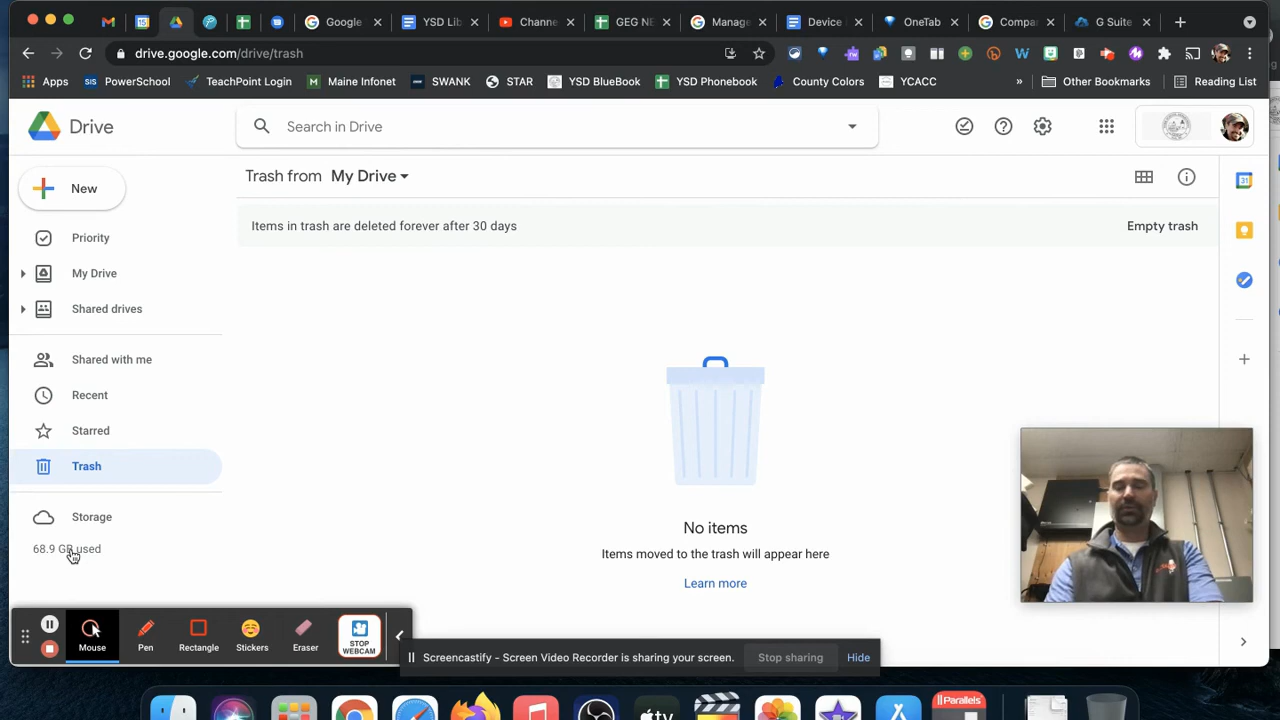 Google
YSD Lib
Channe
GEG NE
Manage
Device
OneTab
Compar
G Suite
drive.google.com/drive/trash
Apps
PowerSchool
TeachPoint Login
Maine Infonet
SWANK
STAR
YSD BlueBook
YSD Phonebook
County Colors
YCACC
»
Other Bookmarks
Reading List
Drive
Search in Drive
New
Trash from My Drive
Items in trash are deleted forever after 30 days
Empty trash
Priority
My Drive
Shared drives
Shared with me
Recent
Starred
Trash
Storage
68.9 GB used
No items
Items moved to the trash will appear here
Learn more
Mouse
Pen
Rectangle
Stickers
Eraser
STOP WEBCAM
Screencastify - Screen Video Recorder is sharing your screen.
Stop sharing
Hide
tv
Parallels